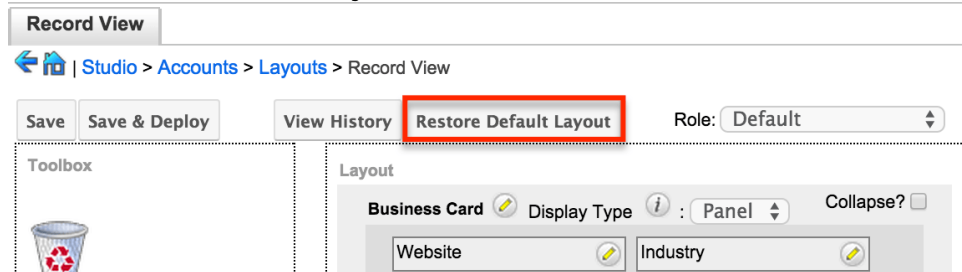 Record View
| Studio > Accounts > Layouts > Record View
Save Save & Deploy View History Restore Default Layout Role: Default
Toolbox
Layout
Business Card Display Type i : Panel Collapse?
Website Industry